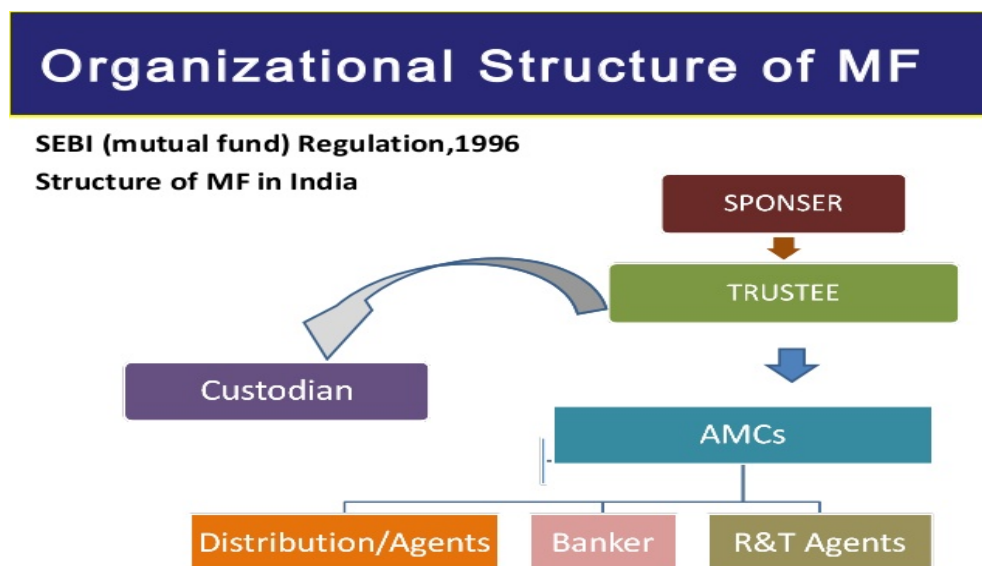 Organizational Structure of MF
SEBI (mutual fund) Regulation,1996
Structure of MF in India
SPONSER
TRUSTEE
Custodian
AMCs
Distribution/Agents
Banker
R&T Agents